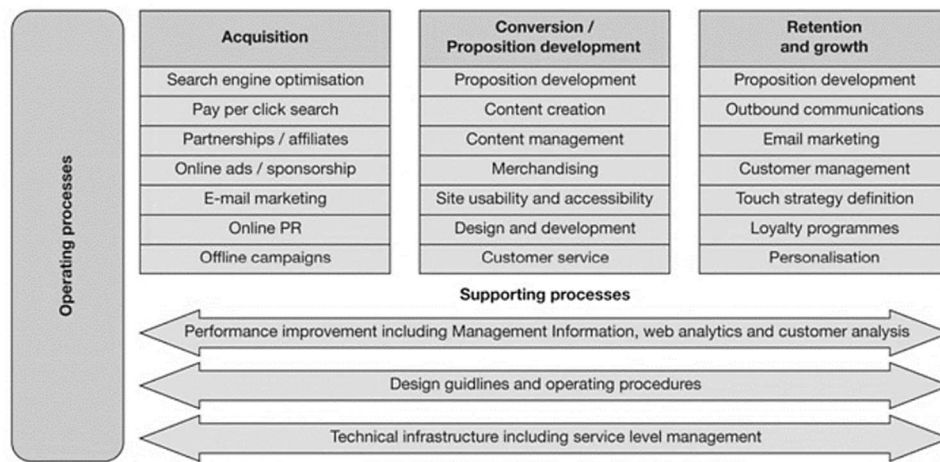 Operating processes
Acquisition
Search engine optimisation
Pay per click search
Partnerships / affiliates
Online ads / sponsorship
E-mail marketing
Online PR
Offline campaigns
Conversion /
Proposition development
Proposition development
Content creation
Content management
Merchandising
Site usability and accessibility
Design and development
Customer service
Retention
and growth
Proposition development
Outbound communications
Email marketing
Customer management
Touch strategy definition
Loyalty programmes
Personalisation
Supporting processes
Performance improvement including Management Information, web analytics and customer analysis
Design guidlines and operating procedures
Technical infrastructure including service level management